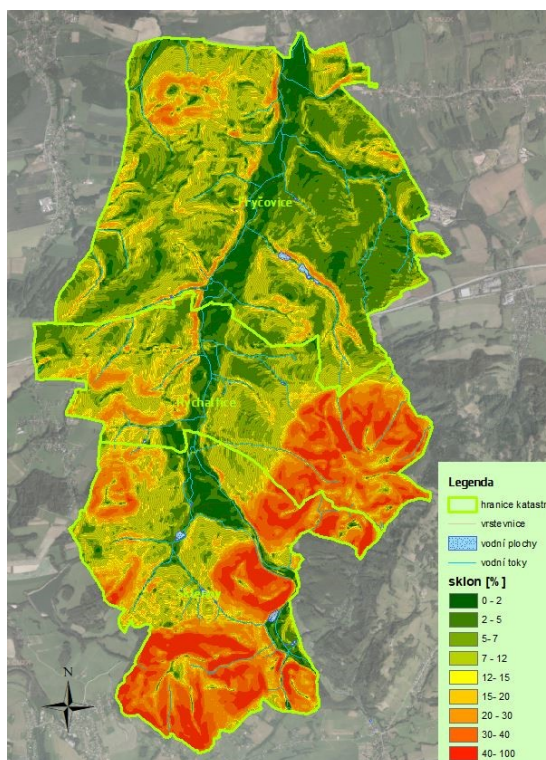 Fryčovice
Rychaltice
N
Legenda
hranice katastr
vrstevnice
vodní plochy
vodní toky
sklon [%]
0 - 2
2 - 5
5- 7
7 - 12
12- 15
15- 20
20 - 30
30- 40
40- 100